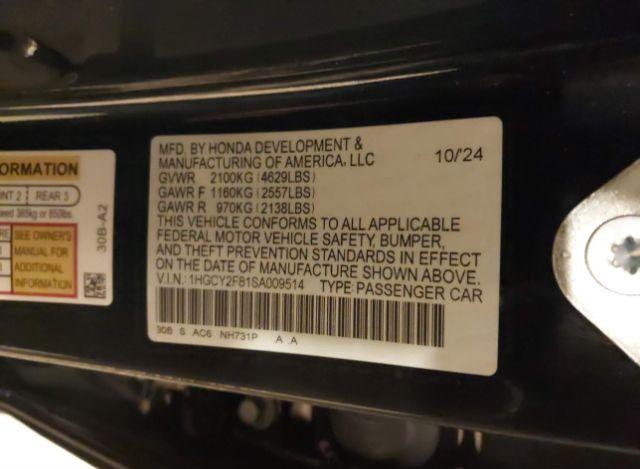 ORMATION
NT 2 REAR 3
eed 385kg or 850lbs.
RE SEE OWNER'S
MANUAL FOR
ADDITIONAL
INFORMATION
30B-A2
MFD. BY HONDA DEVELOPMENT &
MANUFACTURING OF AMERICA, LLC 10/'24
GVWR 2100KG (4629LBS)
GAWR F 1160KG (2557LBS)
GAWR R 970KG (2138LBS)
THIS VEHICLE CONFORMS TO ALL APPLICABLE
FEDERAL MOTOR VEHICLE SAFETY, BUMPER,
AND THEFT PREVENTION STANDARDS IN EFFECT
ON THE DATE OF MANUFACTURE SHOWN ABOVE.
V.I.N.: 1HGCY2F81SA009514 TYPE: PASSENGER CAR
30B S AC6 NH731P A A